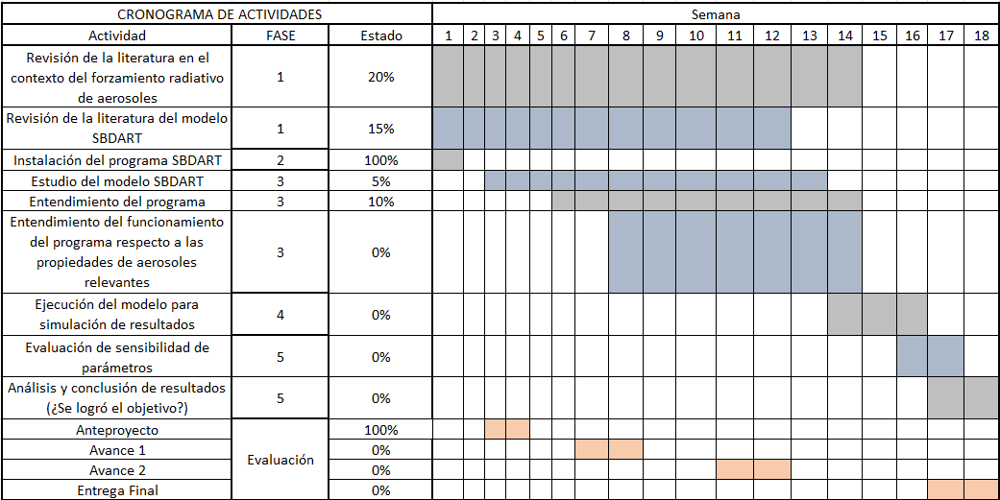 CRONOGRAMA DE ACTIVIDADES Semana
Actividad FASE Estado 1 2 3 4 5 6 7 8 9 10 11 12 13 14 15 16 17 18
Revisión de la literatura en el
contexto del forzamiento radiativo
de aerosoles
1 20%
Revisión de la literatura del modelo
SBDART
1 15%
Instalación del programa SBDART 2 100%
Estudio del modelo SBDART 3 5%
Entendimiento del programa 3 10%
Entendimiento del funcionamiento
del programa respecto a las
propiedades de aerosoles
relevantes
3 0%
Ejecución del modelo para
simulación de resultados
4 0%
Evaluación de sensibilidad de
parámetros
5 0%
Análisis y conclusión de resultados
(¿Se logró el objetivo?)
5 0%
Anteproyecto 100%
Avance 1 0%
Evaluación
Avance 2 0%
Entrega Final 0%